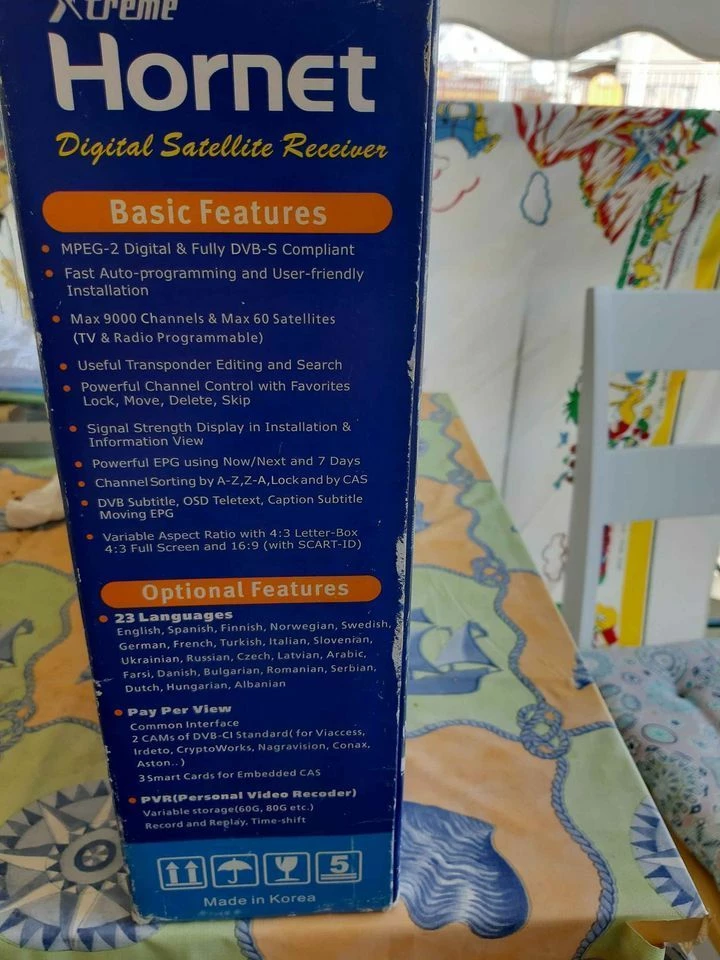 Xtreme
Hornet
Digital Satellite Receiver
Basic Features
• MPEG-2 Digital & Fully DVB-S Compliant
• Fast Auto-programming and User-friendly
Installation
• Max 9000 Channels & Max 60 Satellites
(TV & Radio Programmable)
• Useful Transponder Editing and Search
• Powerful Channel Control with Favorites
Lock, Move, Delete, Skip
• Signal Strength Display in Installation &
Information View
• Powerful EPG using Now/Next and 7 Days
• Channel Sorting by A-Z,Z-A,Lock and by CAS
• DVB Subtitle, OSD Teletext, Caption Subtitle
Moving EPG
• Variable Aspect Ratio with 4:3 Letter-Box
4:3 Full Screen and 16:9 (with SCART-ID)
Optional Features
• 23 Languages
English, Spanish, Finnish, Norwegian, Swedish,
German, French, Turkish, Italian, Slovenian,
Ukrainian, Russian, Czech, Latvian, Arabic,
Farsi, Danish, Bulgarian, Romanian, Serbian,
Dutch, Hungarian, Albanian
• Pay Per View
Common Interface
2 CAMs of DVB-CI Standard( for Viaccess,
Irdeto, CryptoWorks, Nagravision, Conax,
Aston.. )
3 Smart Cards for Embedded CAS
• PVR(Personal Video Recoder)
Variable storage(60G, 80G etc.)
Record and Replay, Time-shift
5
Made in Korea